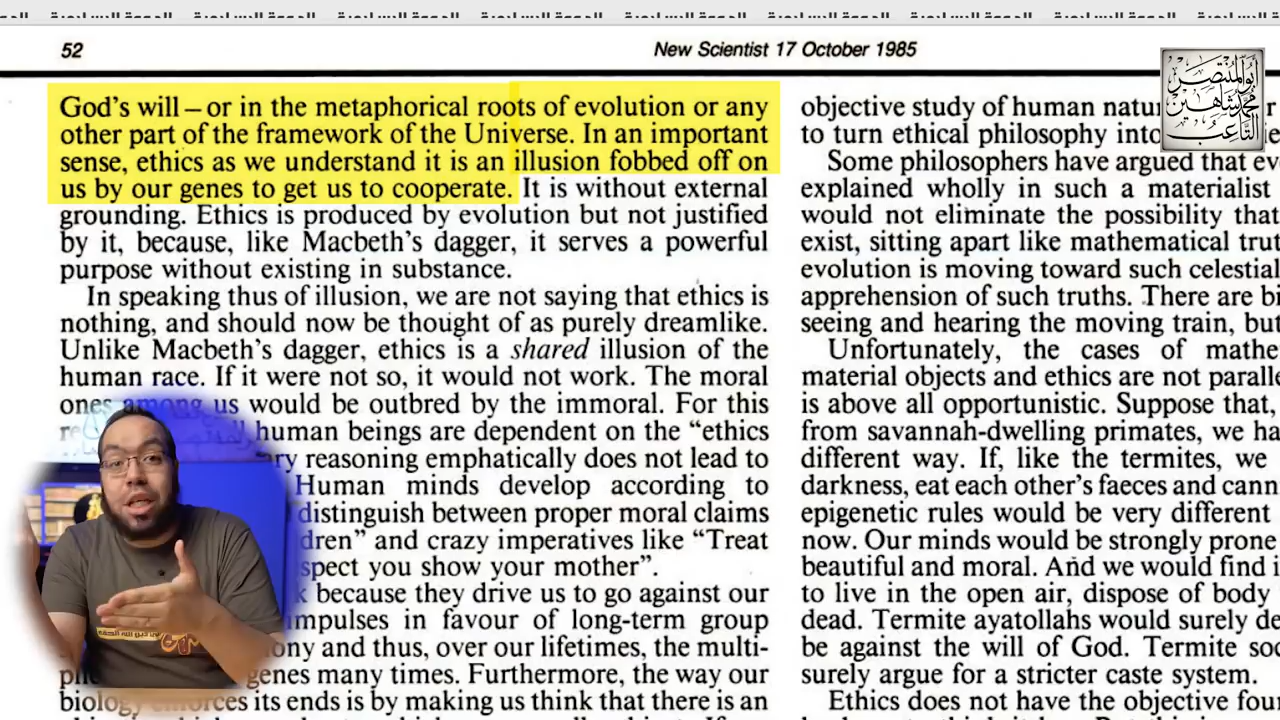 52
New Scientist 17 October 1985
God's will – or in the metaphorical roots of evolution or any
other part of the framework of the Universe. In an important
sense, ethics as we understand it is an illusion fobbed off on
us by our genes to get us to cooperate. It is without external
grounding. Ethics is produced by evolution but not justified
by it, because, like Macbeth's dagger, it serves a powerful
purpose without existing in substance.
In speaking thus of illusion, we are not saying that ethics is
nothing, and should now be thought of as purely dreamlike.
Unlike Macbeth's dagger, ethics is a shared illusion of the
human race. If it were not so, it would not work. The moral
ones among us would be outbred by the immoral. For this
human beings are dependent on the "ethics
reasoning emphatically does not lead to
Human minds develop according to
distinguish between proper moral claims
and crazy imperatives like "Treat
you show your mother".
because they drive us to go against our
impulses in favour of long-term group
and thus, over our lifetimes, the multi-
genes many times. Furthermore, the way our
biology enforces its ends is by making us think that there is an
objective study of human
to turn ethical philosophy into
Some philosophers have argued that
explained wholly in such a materialist
would not eliminate the possibility that
exist, sitting apart like mathematical
evolution is moving toward such celestial
apprehension of such truths. There are
seeing and hearing the moving train, but
Unfortunately, the cases of
material objects and ethics are not
is above all opportunistic. Suppose that,
from savannah-dwelling primates, we
different way. If, like the termites, we
darkness, eat each other's faeces and
epigenetic rules would be very different
now. Our minds would be strongly prone
beautiful and moral. And we would find
to live in the open air, dispose of body
dead. Termite ayatollahs would surely
be against the will of God. Termite
surely argue for a stricter caste system.
Ethics does not have the objective
أبو المنتصر
محمد شاهين
التاعب